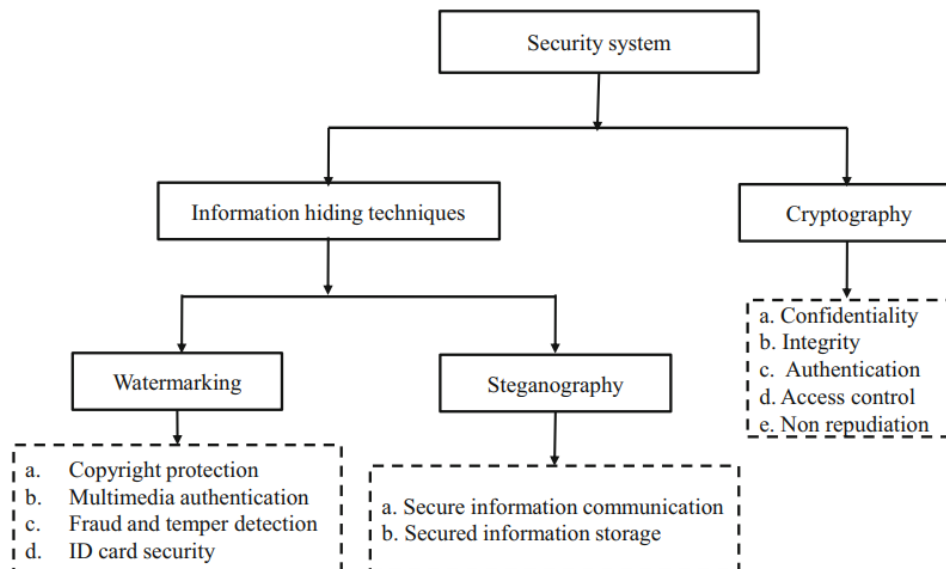 Security system
Information hiding techniques
Cryptography
a. Confidentiality
b. Integrity
c. Authentication
d. Access control
e. Non repudiation
Watermarking
Steganography
a. Copyright protection
b. Multimedia authentication
c. Fraud and temper detection
d. ID card security
a. Secure information communication
b. Secured information storage